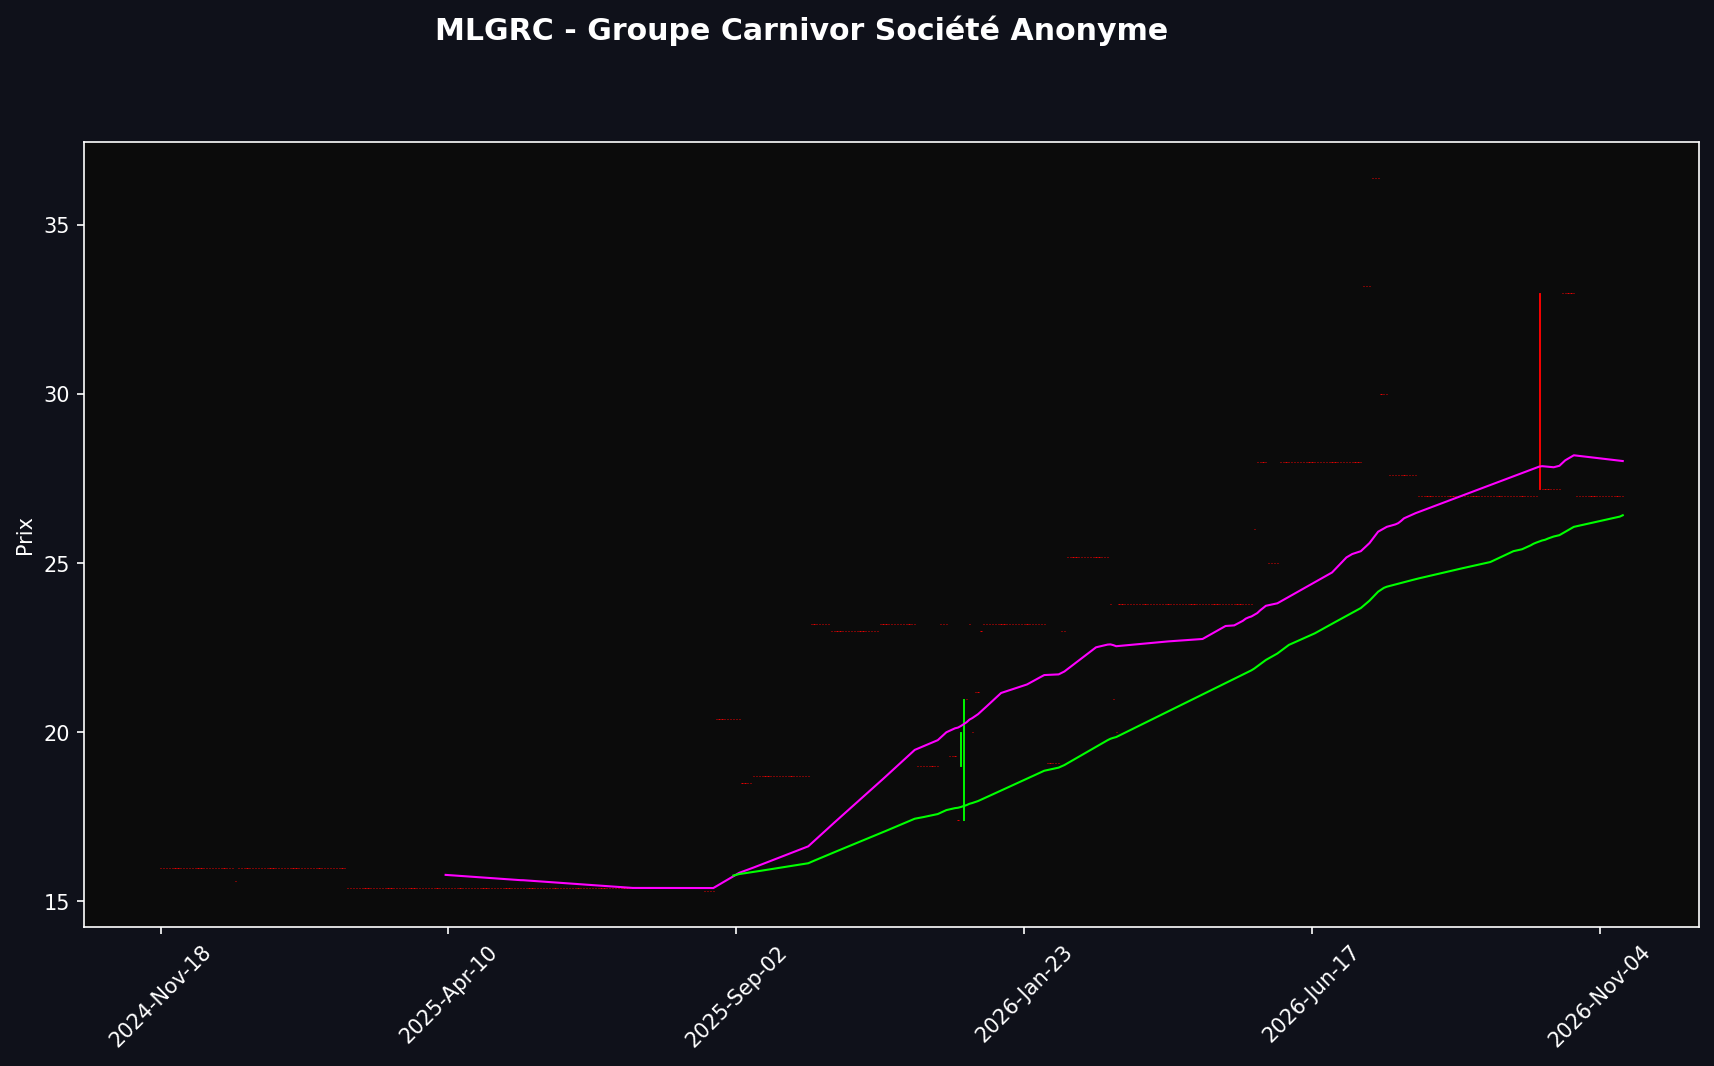 MLGRC - Groupe Carnivor Société Anonyme
35
30
25
20
15
Prix
2024-Nov-18
2025-Apr-10
2025-Sep-02
2026-Jan-23
2026-Jun-17
2026-Nov-04